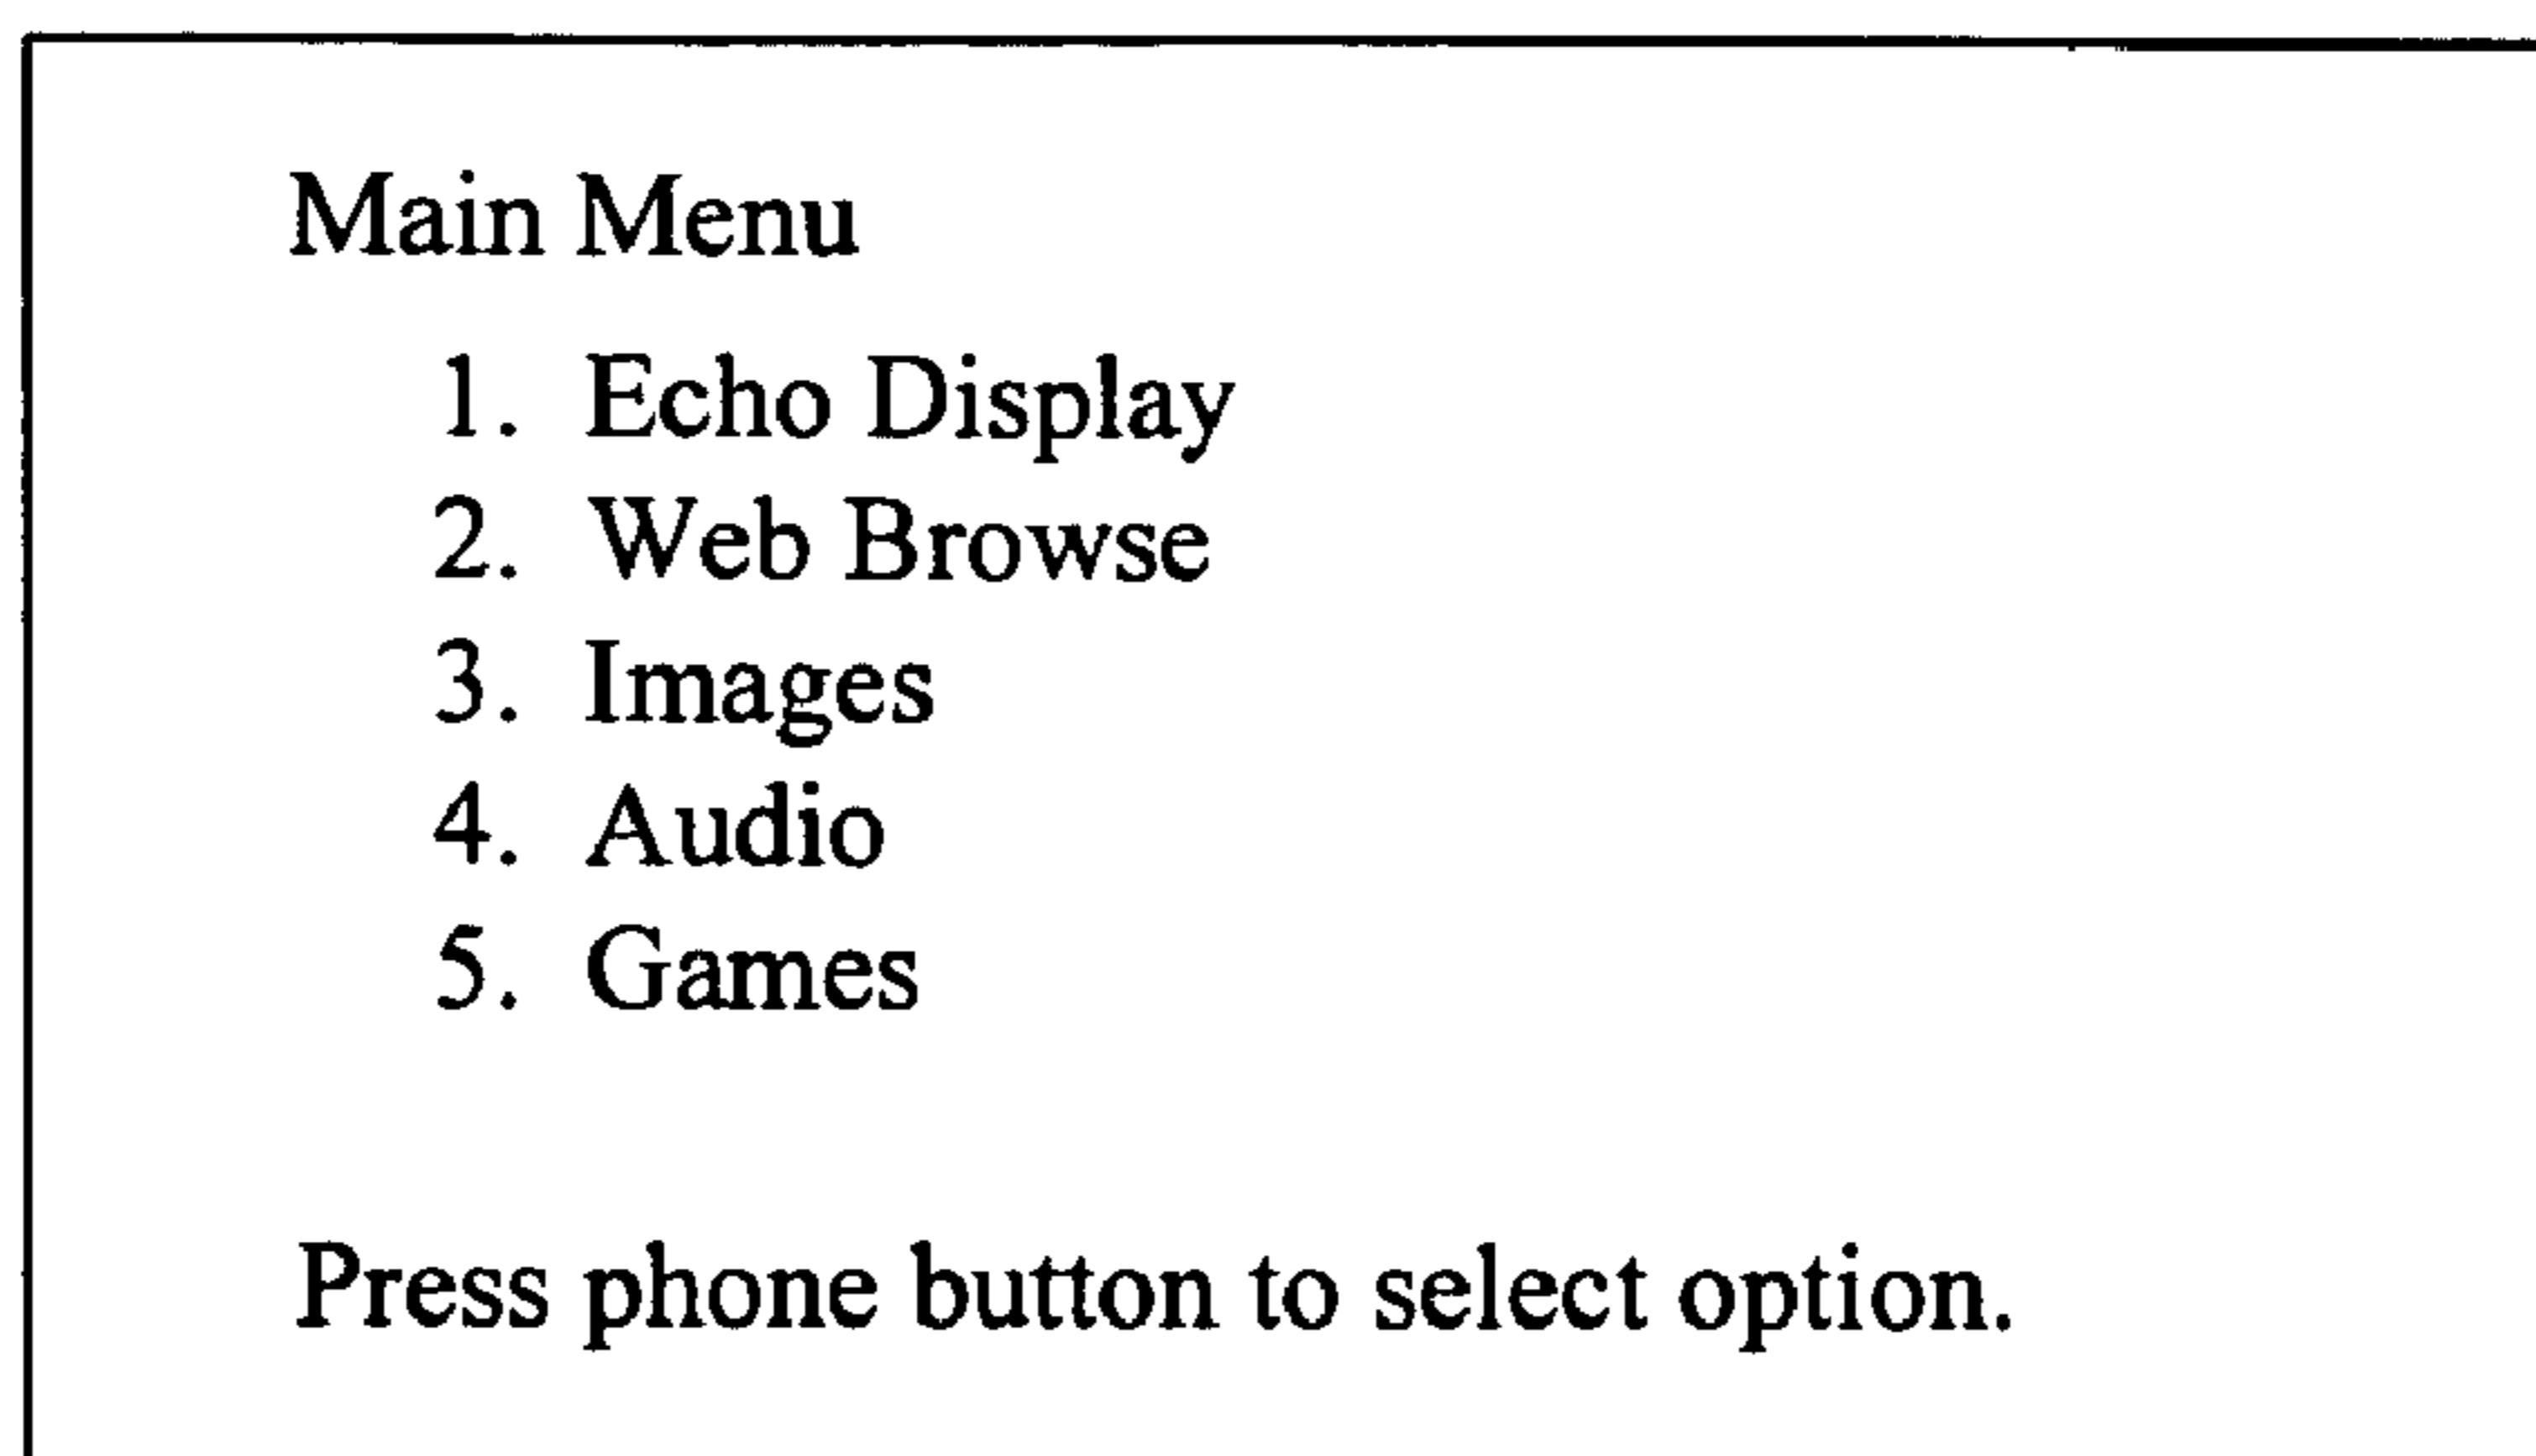 Main Menu
1. Echo Display
2. Web Browse
3. Images
4. Audio
5. Games
Press phone button to select option.